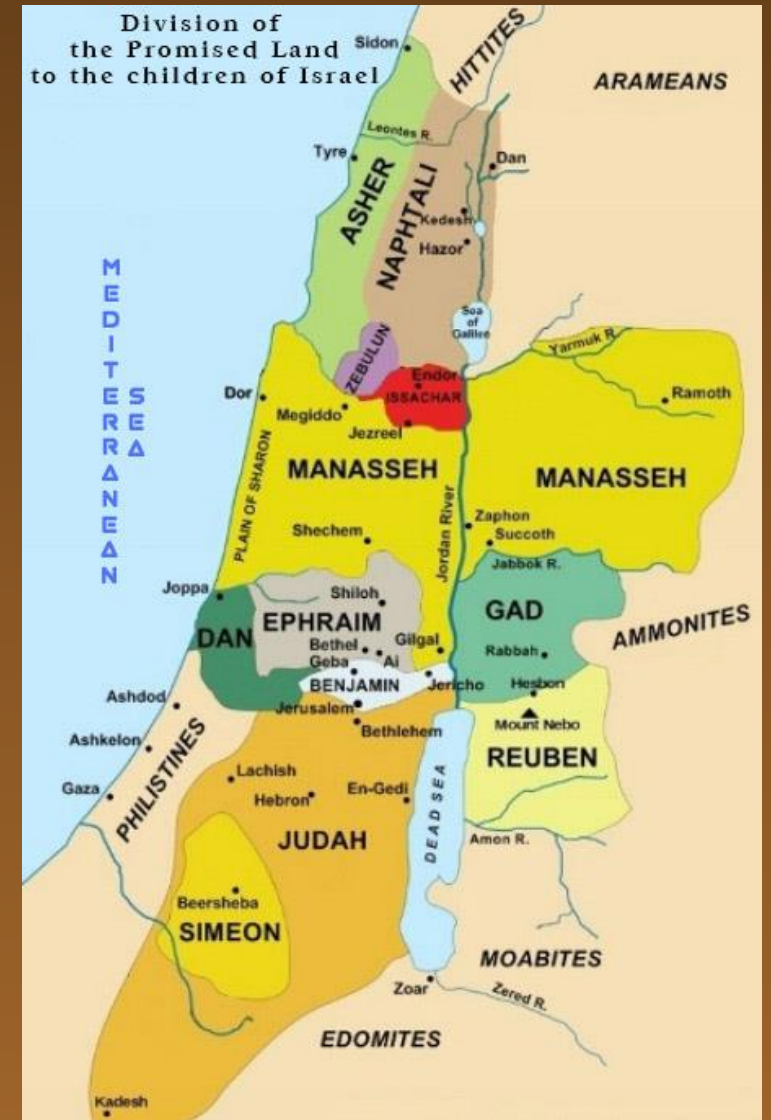 Division of
the Promised Land
to the children of Israel
Sidon
HITTITES
ARAMEANS
Leontes R.
Tyre
Dan
ASHER
NAPHTALI
Kedesh
Hazor
MEDITERRANEAN
SEA
Sea
of
Galilee
Yarmuk R.
ZEBULUN
Endor
ISSACHAR
Dor
Ramoth
Megiddo
Jezreel
PLAIN OF SHARON
MANASSEH
MANASSEH
Jordan River
Zaphon
Shechem
Succoth
Jabbok R.
Joppa
Shiloh
EPHRAIM
GAD
AMMONITES
DAN
Bethel
Gilgal
Ai
Rabbah
Geba
BENJAMIN
Jericho
Hesbon
Ashdod
Jerusalem
Mount Nebo
Bethlehem
Ashkelon
REUBEN
PHILISTINES
Lachish
Gaza
Hebron
En-Gedi
DEAD SEA
JUDAH
Amon R.
Beersheba
SIMEON
MOABITES
Zoar
Zered R.
EDOMITES
Kadesh